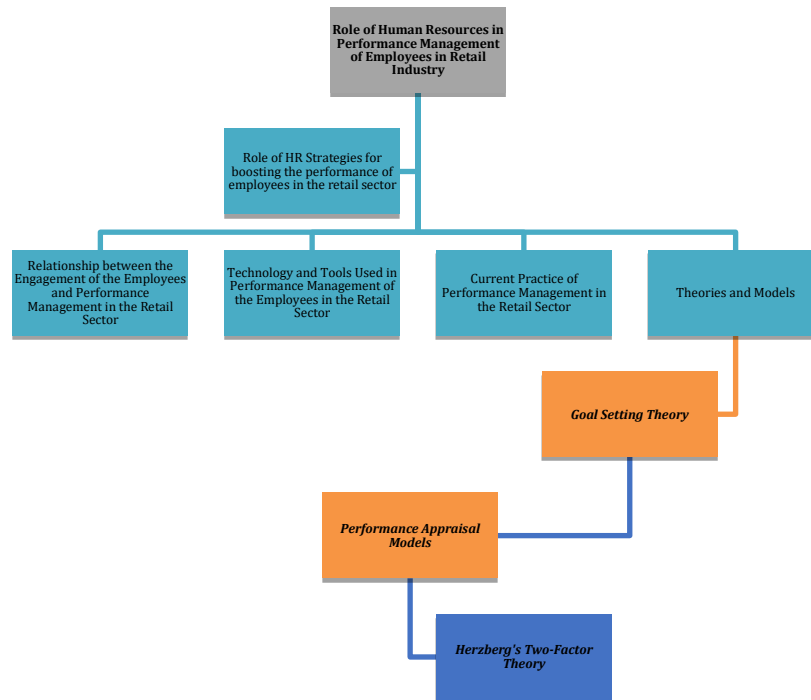 Role of Human Resources in
Performance Management
of Employees in Retail
Industry
Role of HR Strategies for
boosting the performance of
employees in the retail sector
Relationship between the
Engagement of the Employees
and Performance
Management in the Retail
Sector
Technology and Tools Used in
Performance Management of
the Employees in the Retail
Sector
Current Practice of
Performance Management in
the Retail Sector
Theories and Models
Goal Setting Theory
Performance Appraisal
Models
Herzberg's Two-Factor
Theory